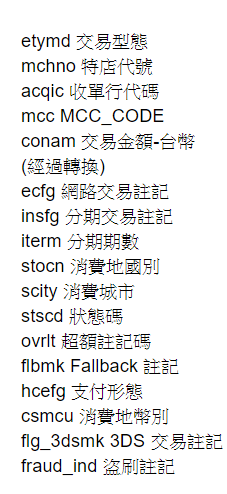 etymd 交易型態
mchno 特店代號
acqic 收單行代碼
mcc MCC_CODE
conam 交易金額-台幣
(經過轉換)
ecfg 網路交易註記
insfg 分期交易註記
iterm 分期期數
stocn 消費地國別
scity 消費城市
stscd 狀態碼
ovrlt 超額註記碼
flbmk Fallback 註記
hcefg 支付形態
csmcu 消費地幣別
flg_3dsmk 3DS 交易註記
fraud_ind 盜刷註記